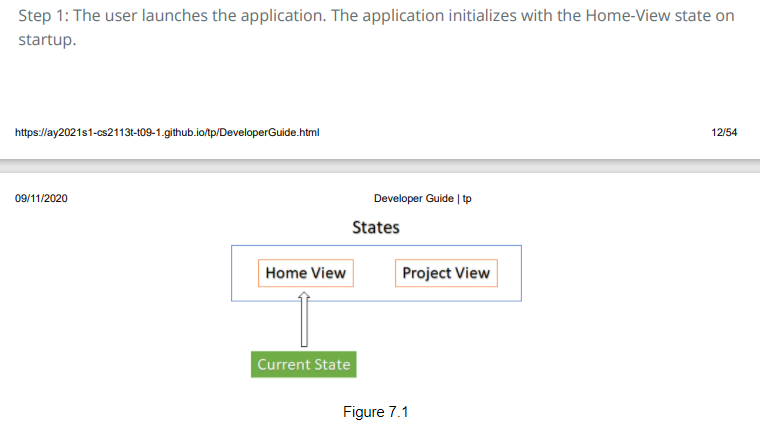 Step 1: The user launches the application. The application initializes with the Home-View state on
startup.
https://ay2021s1-cs2113t-t09-1.github.io/tp/DeveloperGuide.html 12/54
09/11/2020 Developer Guide | tp
States
Home View Project View
Current State
Figure 7.1